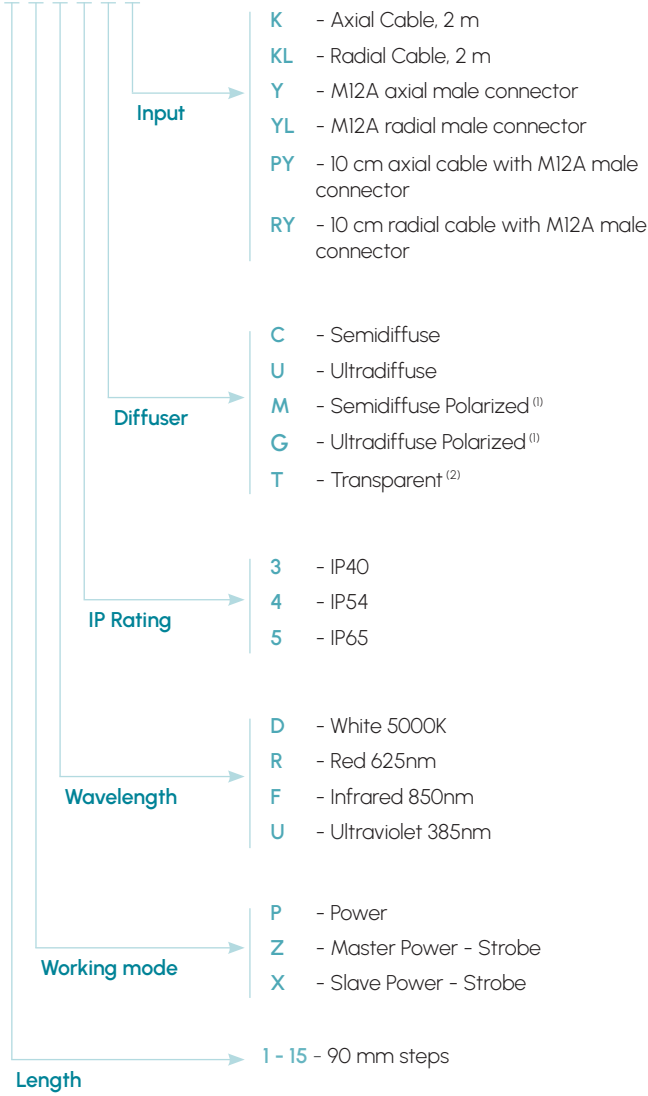 K - Axial Cable, 2 m
KL - Radial Cable, 2 m
Y - M12A axial male connector
Input
YL - M12A radial male connector
PY - 10 cm axial cable with M12A male
connector
RY - 10 cm radial cable with M12A male
connector
C - Semidiffuse
U - Ultradiffuse
M - Semidiffuse Polarized (1)
Diffuser
G - Ultradiffuse Polarized (1)
T - Transparent (2)
3 - IP40
4 - IP54
IP Rating
5 - IP65
D - White 5000K
R - Red 625nm
F - Infrared 850nm
Wavelength
U - Ultraviolet 385nm
P - Power
Z - Master Power - Strobe
Working mode
X - Slave Power - Strobe
1 - 15 - 90 mm steps
Length